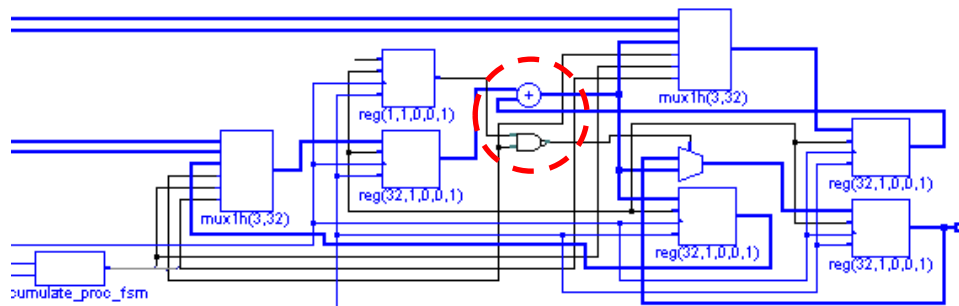 mux1h(3,32)
reg(1,1,0,0,1)
+
reg(32,1,0,0,1)
reg(32,1,0,0,1)
mux1h(3,32)
reg(32,1,0,0,1)
reg(32,1,0,0,1)
cumulate_proc_fsm